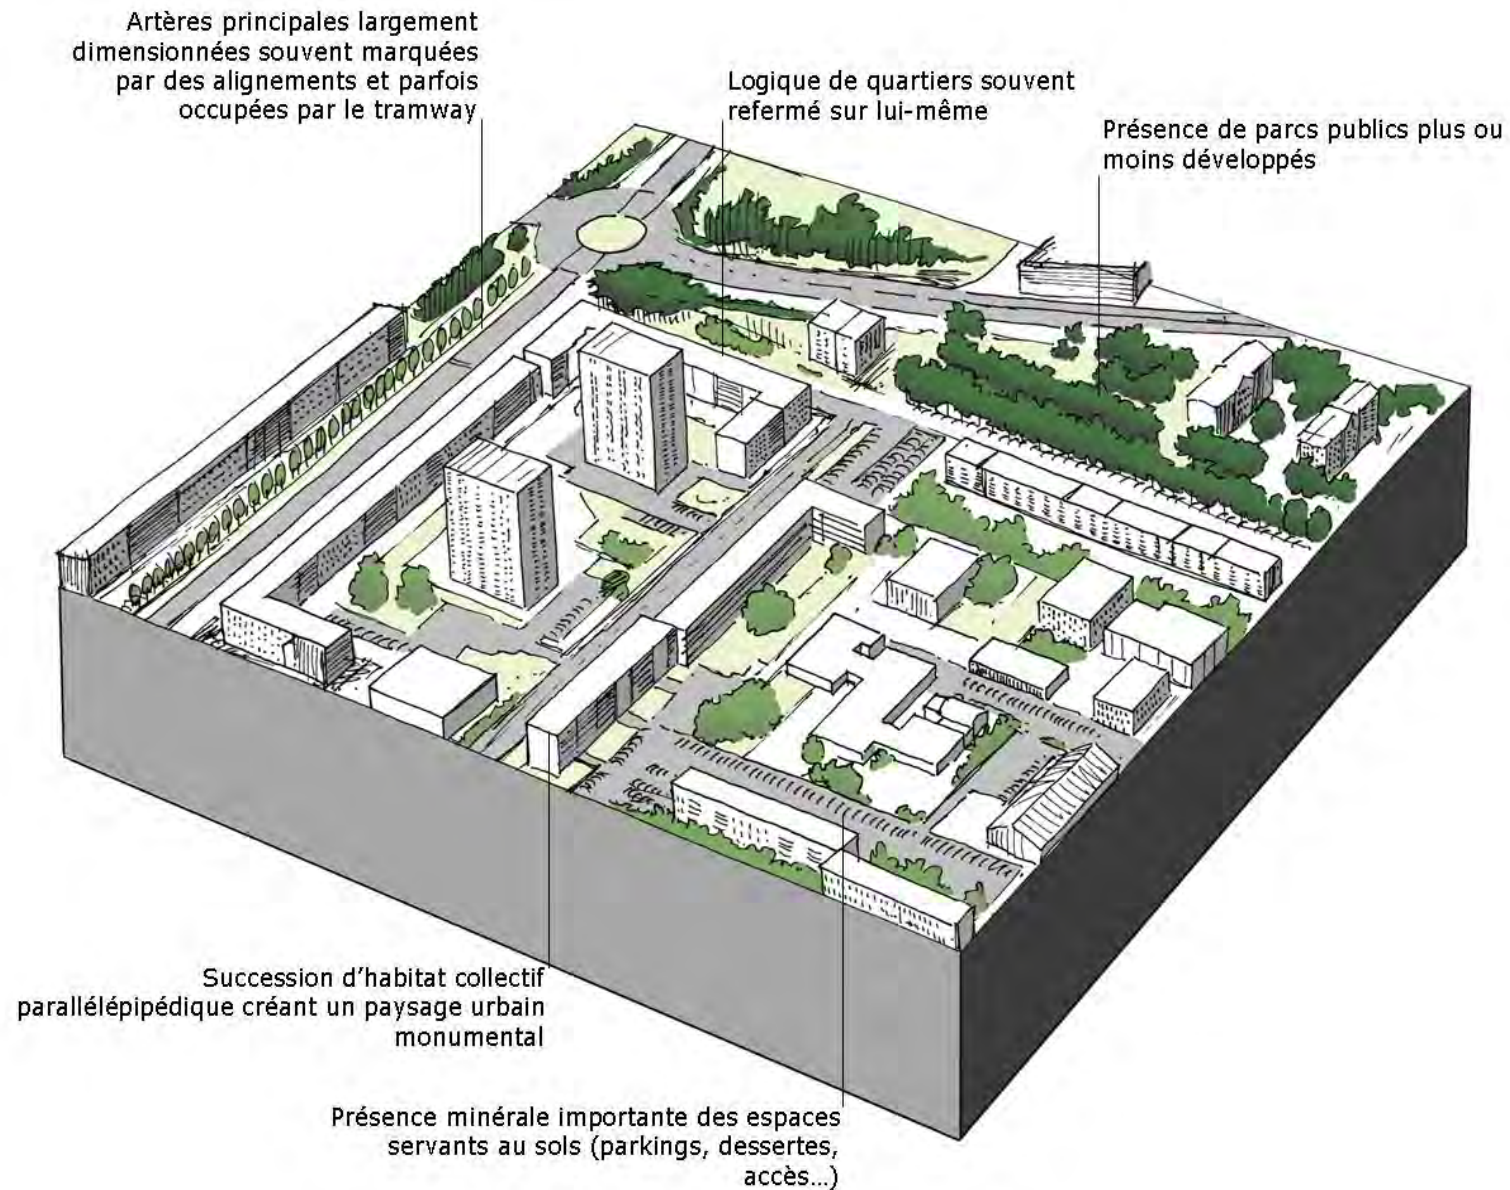 Artères principales largement
dimensionnées souvent marquées
par des alignements et parfois
occupées par le tramway
Logique de quartiers souvent
refermé sur lui-même
Présence de parcs publics plus ou
moins développés
Succession d'habitat collectif
parallélépipédique créant un paysage urbain
monumental
Présence minérale importante des espaces
servants au sols (parkings, dessertes,
accès...)